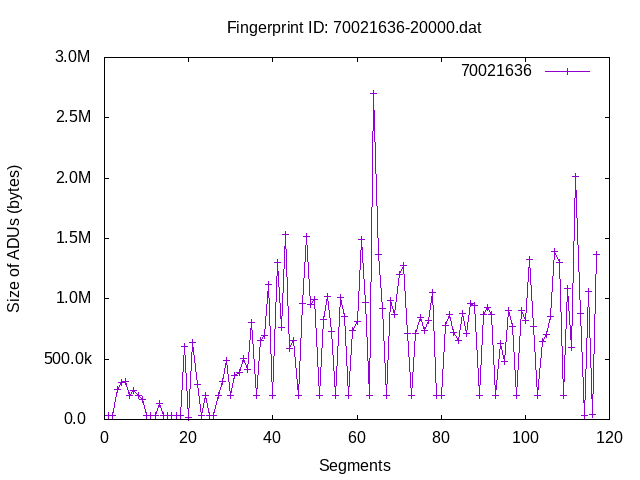 Fingerprint ID: 70021636-20000.dat
3.0M
70021636
2.5M
2.0M
1.5M
1.0M
500.0k
0.0
Size of ADUs (bytes)
0 20 40 60 80 100 120
Segments